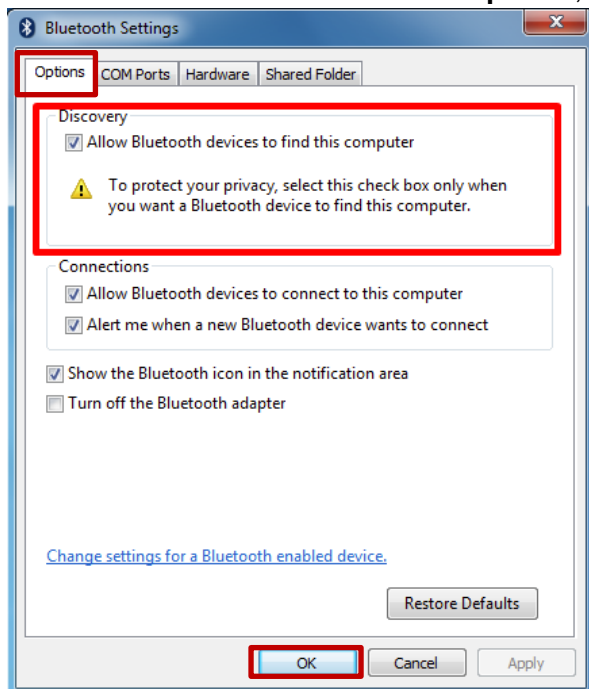 Bluetooth Settings
Options COM Ports Hardware Shared Folder
Discovery
Allow Bluetooth devices to find this computer
To protect your privacy, select this check box only when
you want a Bluetooth device to find this computer.
Connections
Allow Bluetooth devices to connect to this computer
Alert me when a new Bluetooth device wants to connect
Show the Bluetooth icon in the notification area
Turn off the Bluetooth adapter
Change settings for a Bluetooth enabled device.
Restore Defaults
OK Cancel Apply